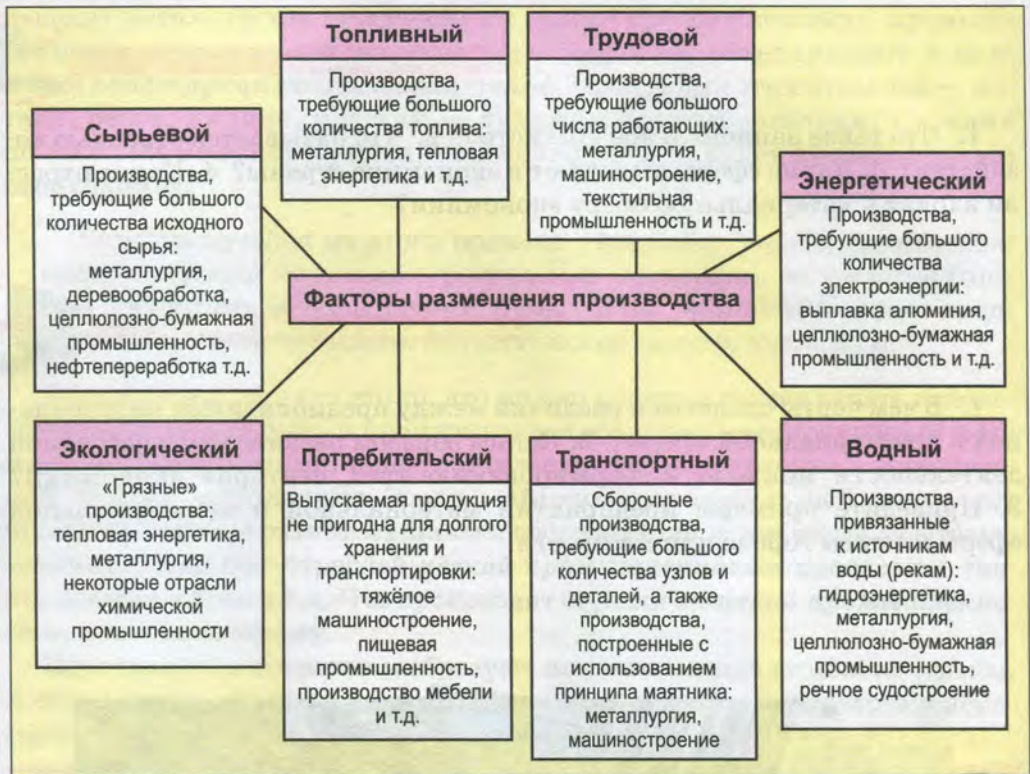 Топливный
Производства,
требующие большого
количества топлива:
металлургия, тепловая
энергетика и т.д.
Трудовой
Производства,
требующие большого
числа работающих:
металлургия,
машиностроение,
текстильная
промышленность и т.д.
Сырьевой
Производства,
требующие большого
количества исходного
сырья:
металлургия,
деревообработка,
целлюлозно-бумажная
промышленность,
нефтепереработка т.д.
Энергетический
Производства,
требующие большого
количества
электроэнергии:
выплавка алюминия,
целлюлозно-бумажная
промышленность и т.д.
Факторы размещения производства
Экологический
«Грязные»
производства:
тепловая энергетика,
металлургия,
некоторые отрасли
химической
промышленности
Потребительский
Выпускаемая продукция
не пригодна для долгого
хранения и
транспортировки:
тяжёлое
машиностроение,
пищевая
промышленность,
производство мебели
и т.д.
Транспортный
Сборочные
производства,
требующие большого
количества узлов и
деталей, а также
производства,
построенные с
использованием
принципа маятника:
металлургия,
машиностроение
Водный
Производства,
привязанные
к источникам
воды (рекам):
гидроэнергетика,
металлургия,
целлюлозно-бумажная
промышленность,
речное судостроение